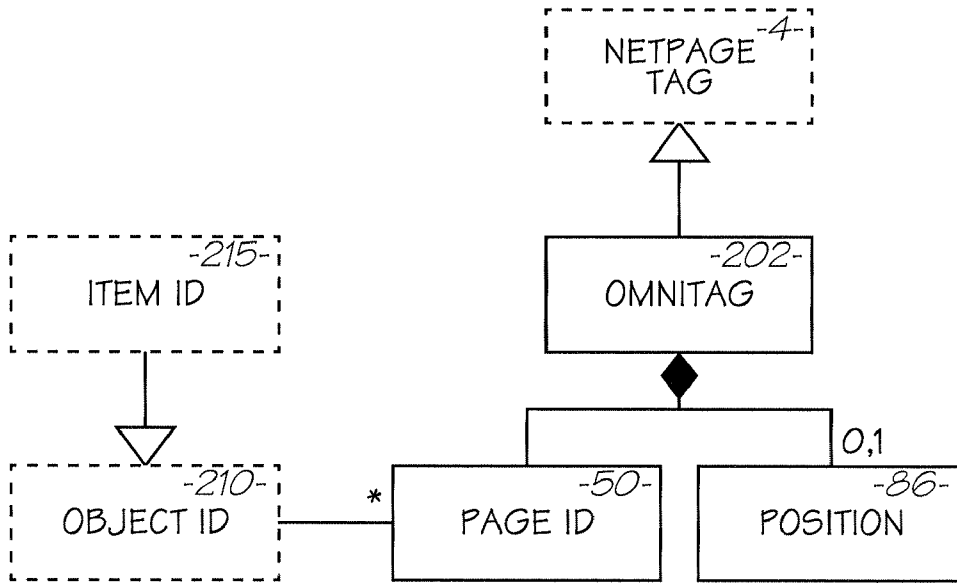 -4-
NETPAGE
TAG
-215-
ITEM ID
-202-
OMNITAG
0,1
-210-
OBJECT ID
*
-50-
PAGE ID
-86-
POSITION